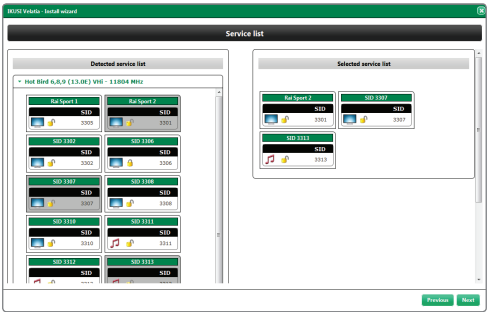 IKUSI Velatia - Install wizard
Service list
Detected service list
Hot Bird 6,8,9 (13.0E) VHi - 11804 MHz
Rai Sport 1
SID
3305
Rai Sport 2
SID
3301
SID 3302
SID
3302
SID 3306
SID
3306
SID 3307
SID
3307
SID 3308
SID
3308
SID 3310
SID
3310
SID 3311
SID
3311
SID 3312
SID
SID 3313
SID
Selected service list
Rai Sport 2
SID
3301
SID 3307
SID
3307
SID 3313
SID
3313
Previous
Next